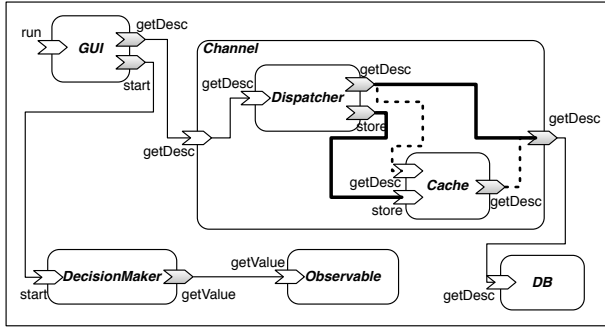 getDesc
run
GUI
start
Channel
getDesc
getDesc
Dispatcher
getDesc
store
getDesc
getDesc
Cache
store
getDesc
getDesc
DecisionMaker
start
getValue
getValue
Observable
getDesc
DB